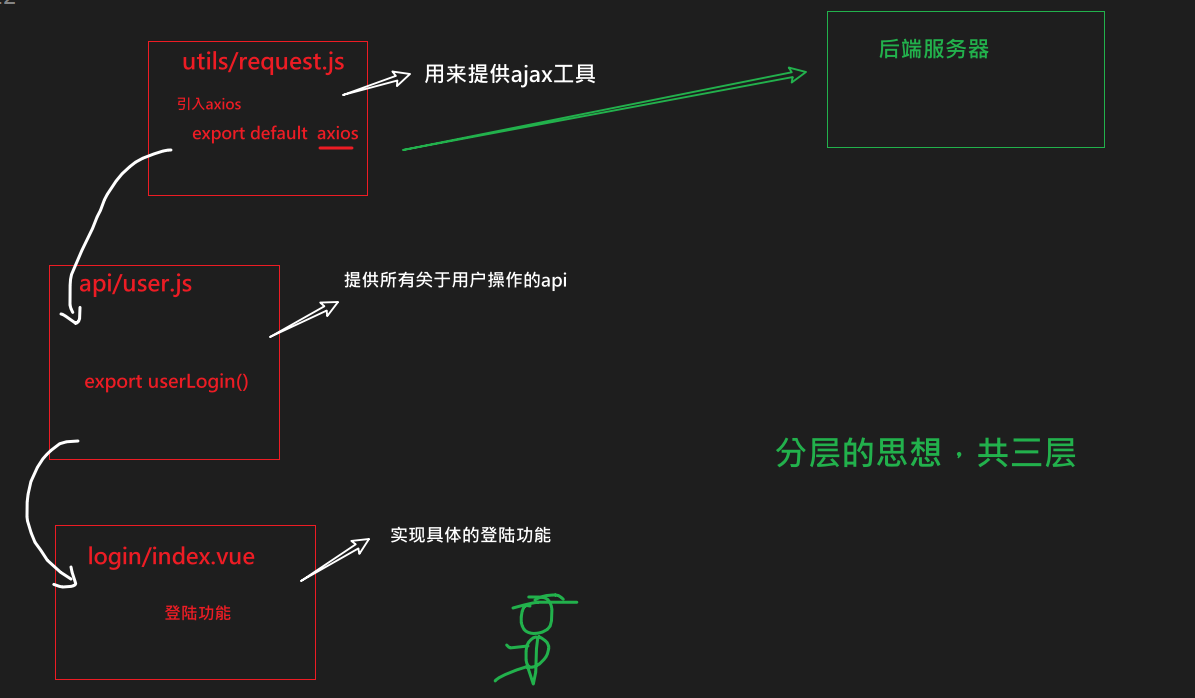 utils/request.js
引入axios
export default axios
用来提供ajax工具
后端服务器
api/user.js
export userLogin()
提供所有关于用户操作的api
分层的思想，共三层
login/index.vue
登陆功能
实现具体的登陆功能